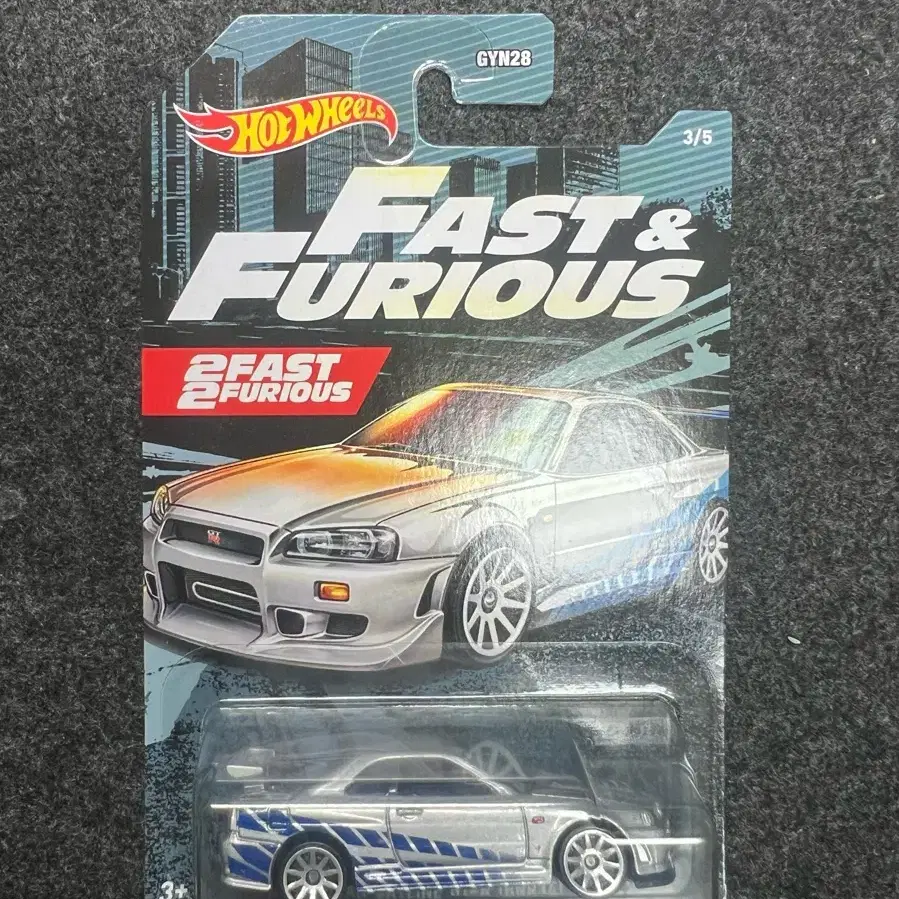 GYN28
HOT WHEELS
3/5
FAST &
FURIOUS
2FAST
2FURIOUS
3+